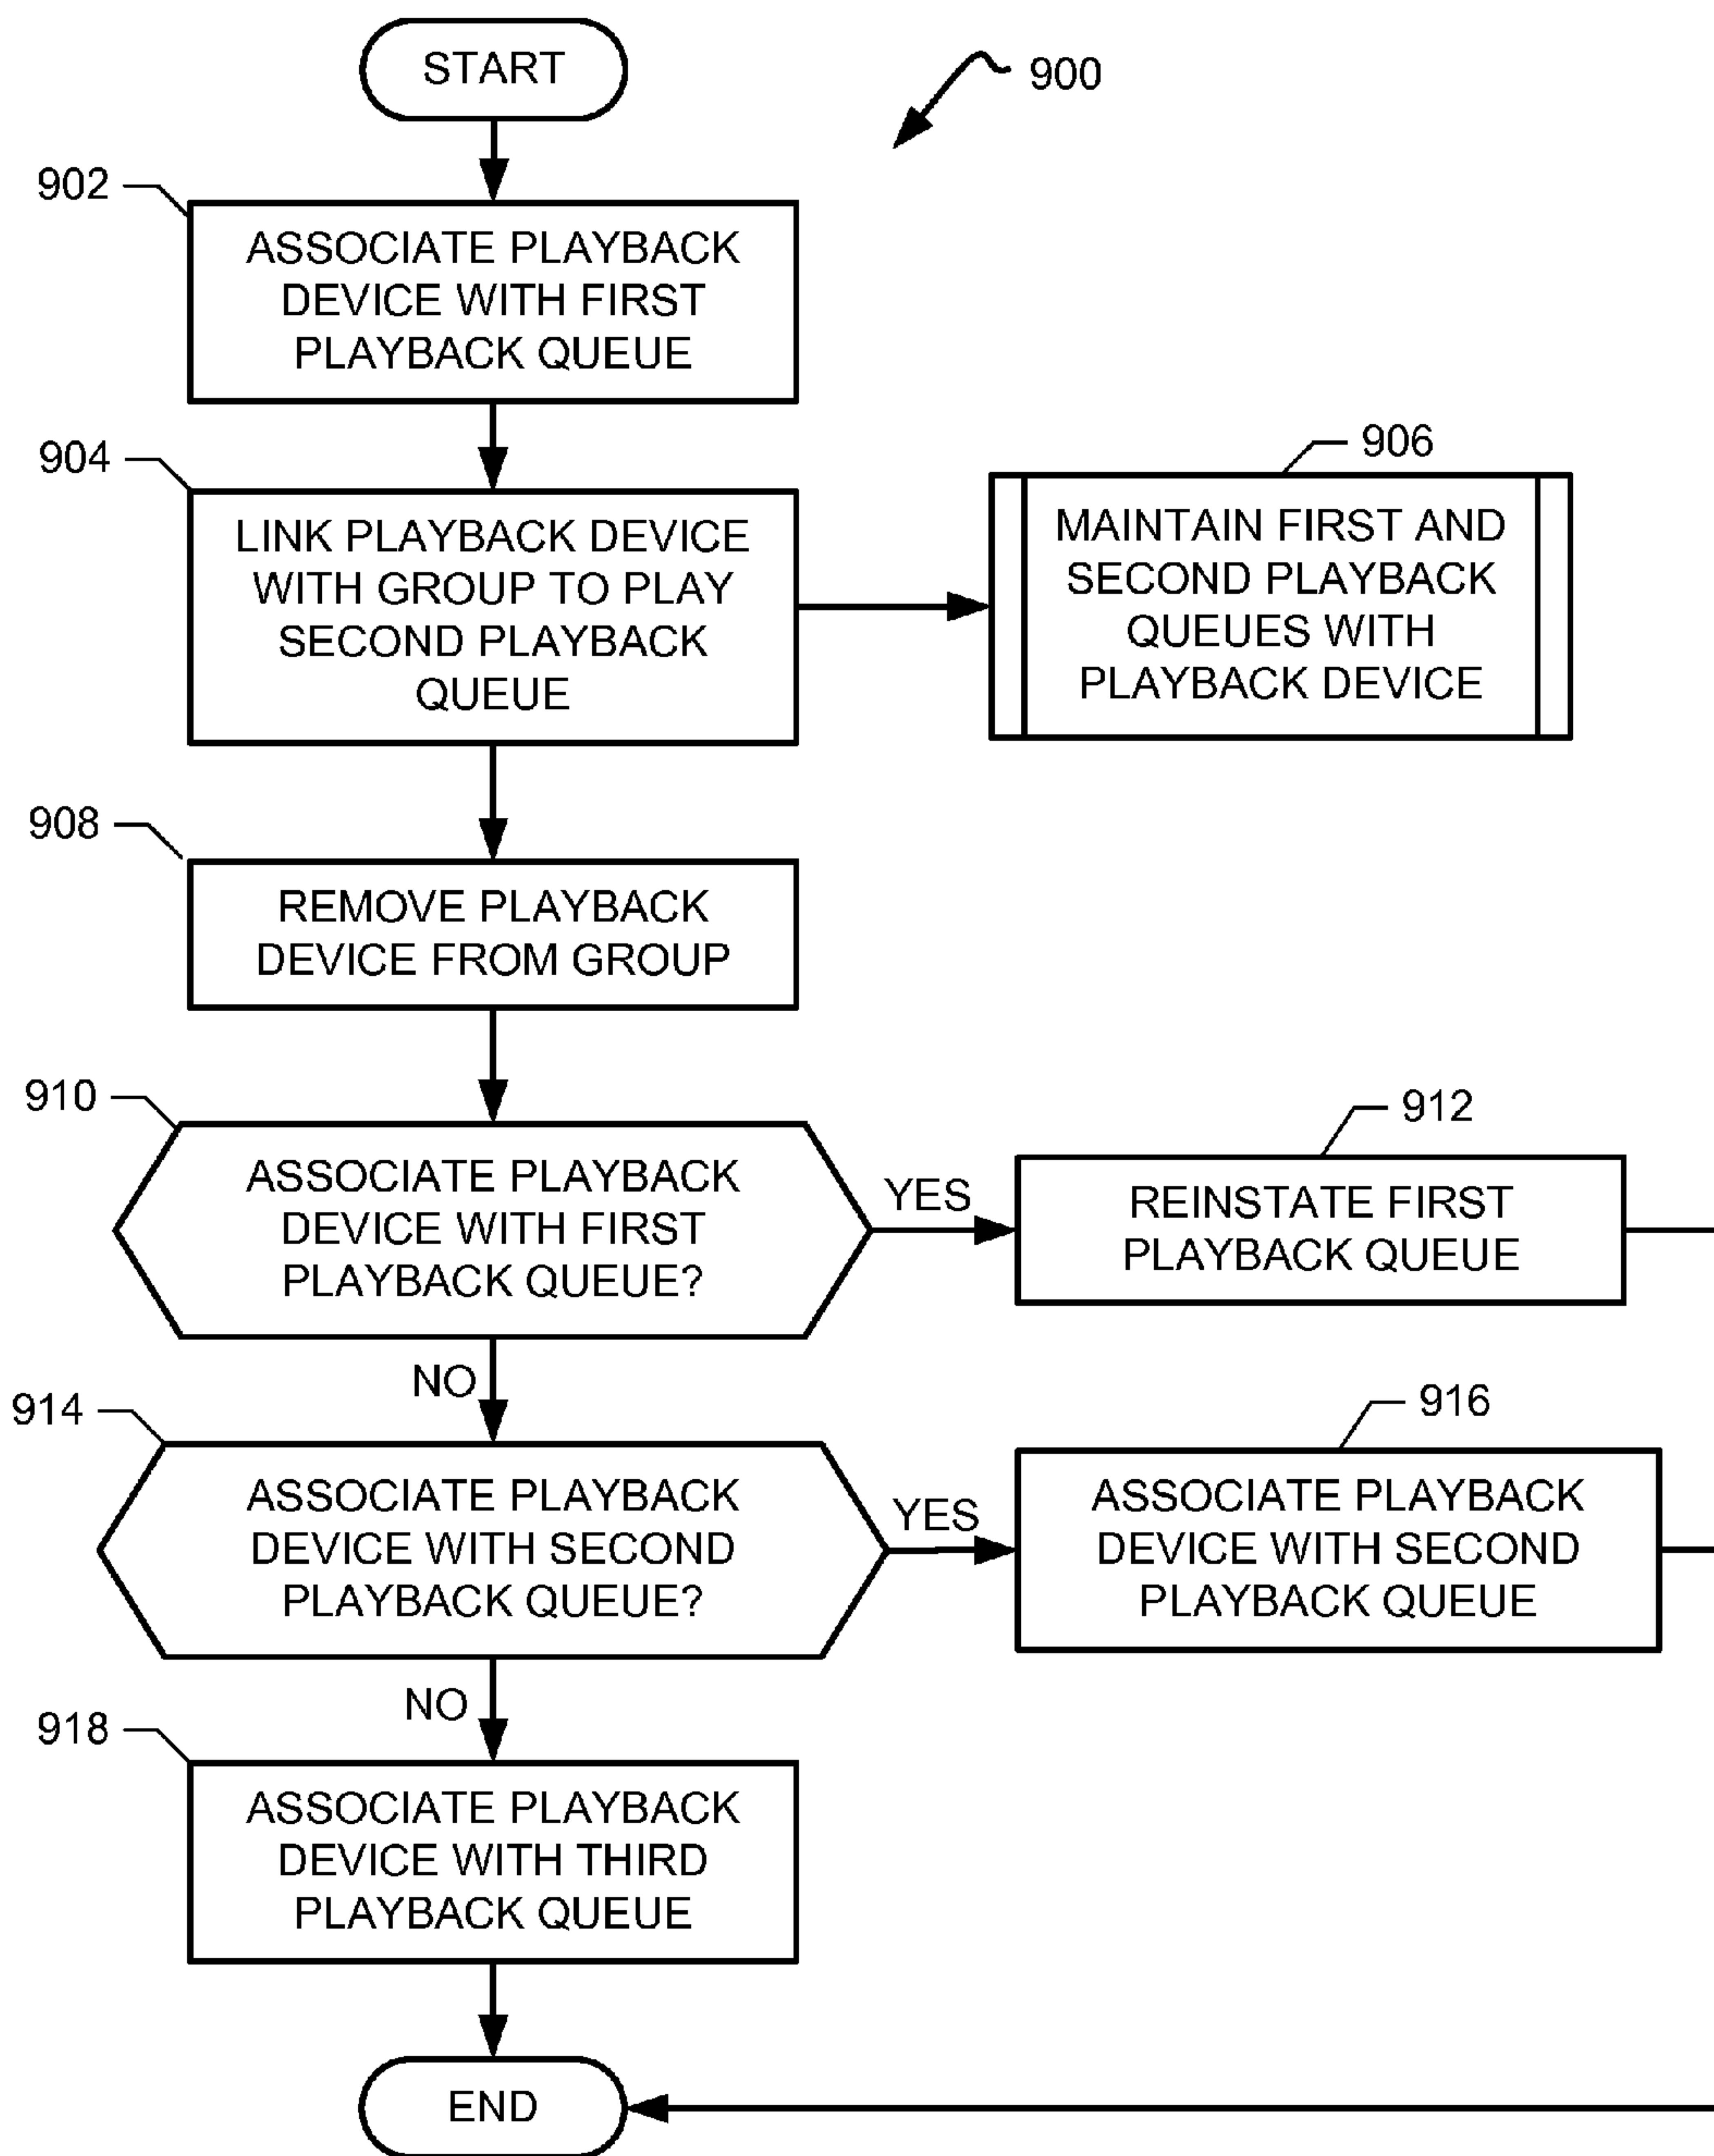 START
900
902
ASSOCIATE PLAYBACK
DEVICE WITH FIRST
PLAYBACK QUEUE
904
LINK PLAYBACK DEVICE
WITH GROUP TO PLAY
SECOND PLAYBACK
QUEUE
906
MAINTAIN FIRST AND
SECOND PLAYBACK
QUEUES WITH
PLAYBACK DEVICE
908
REMOVE PLAYBACK
DEVICE FROM GROUP
910
ASSOCIATE PLAYBACK
DEVICE WITH FIRST
PLAYBACK QUEUE?
YES
912
REINSTATE FIRST
PLAYBACK QUEUE
NO
914
ASSOCIATE PLAYBACK
DEVICE WITH SECOND
PLAYBACK QUEUE?
YES
916
ASSOCIATE PLAYBACK
DEVICE WITH SECOND
PLAYBACK QUEUE
NO
918
ASSOCIATE PLAYBACK
DEVICE WITH THIRD
PLAYBACK QUEUE
END